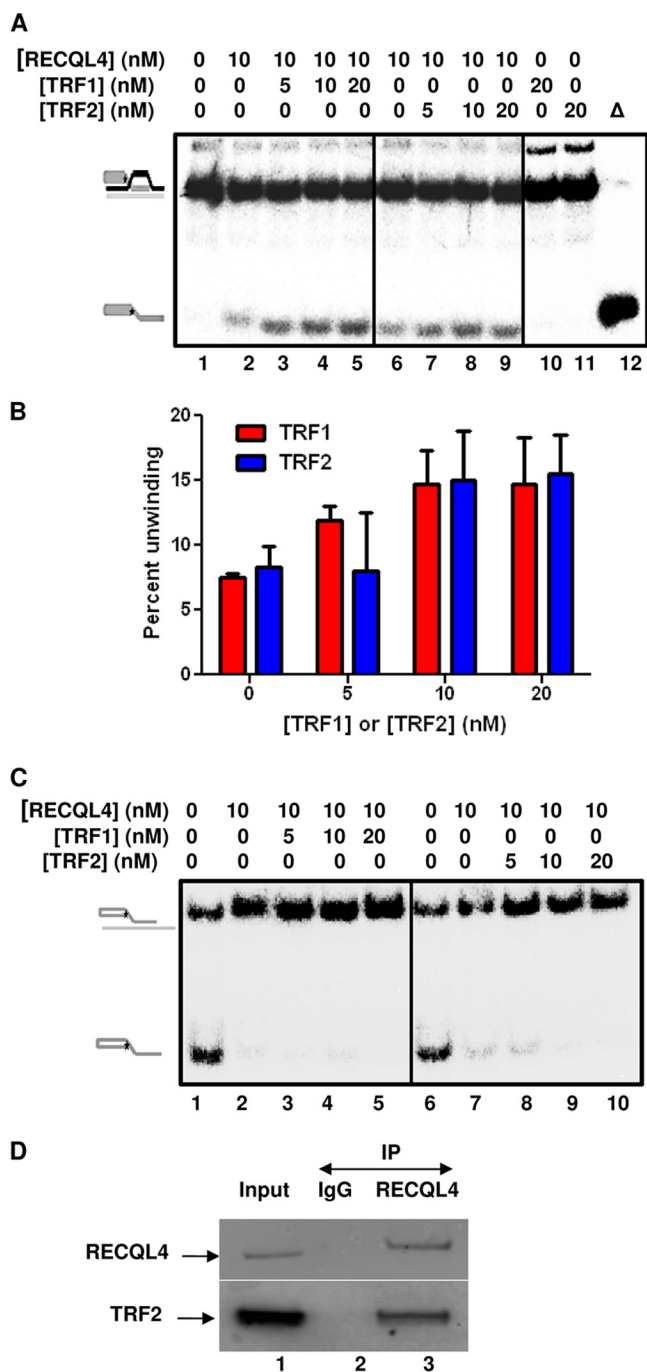 A
[RECQL4] (nM) 0 10 10 10 10 10 10 10 10 0 0
[TRF1] (nM) 0 0 5 10 20 0 0 0 0 20 0
[TRF2] (nM) 0 0 0 0 0 0 5 10 20 0 20 Δ
1 2 3 4 5 6 7 8 9 10 11 12
B
20
15
10
5
0
Percent unwinding
TRF1
TRF2
0 5 10 20
[TRF1] or [TRF2] (nM)
C
[RECQL4] (nM) 0 10 10 10 10 0 10 10 10 10
[TRF1] (nM) 0 0 5 10 20 0 0 0 0 0
[TRF2] (nM) 0 0 0 0 0 0 0 5 10 20
1 2 3 4 5 6 7 8 9 10
D
IP
Input IgG RECQL4
RECQL4
TRF2
1 2 3